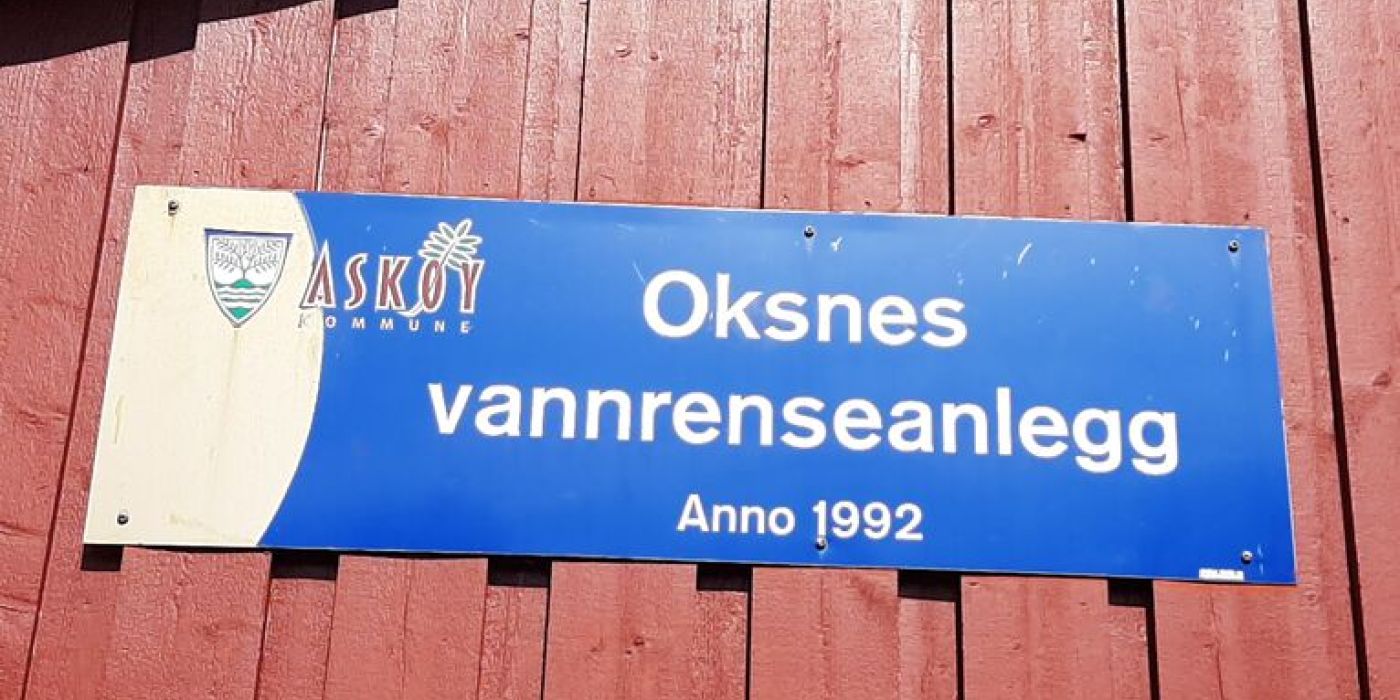 ASKØY
KOMMUNE
Oksnes
vannrenseanlegg
Anno 1992